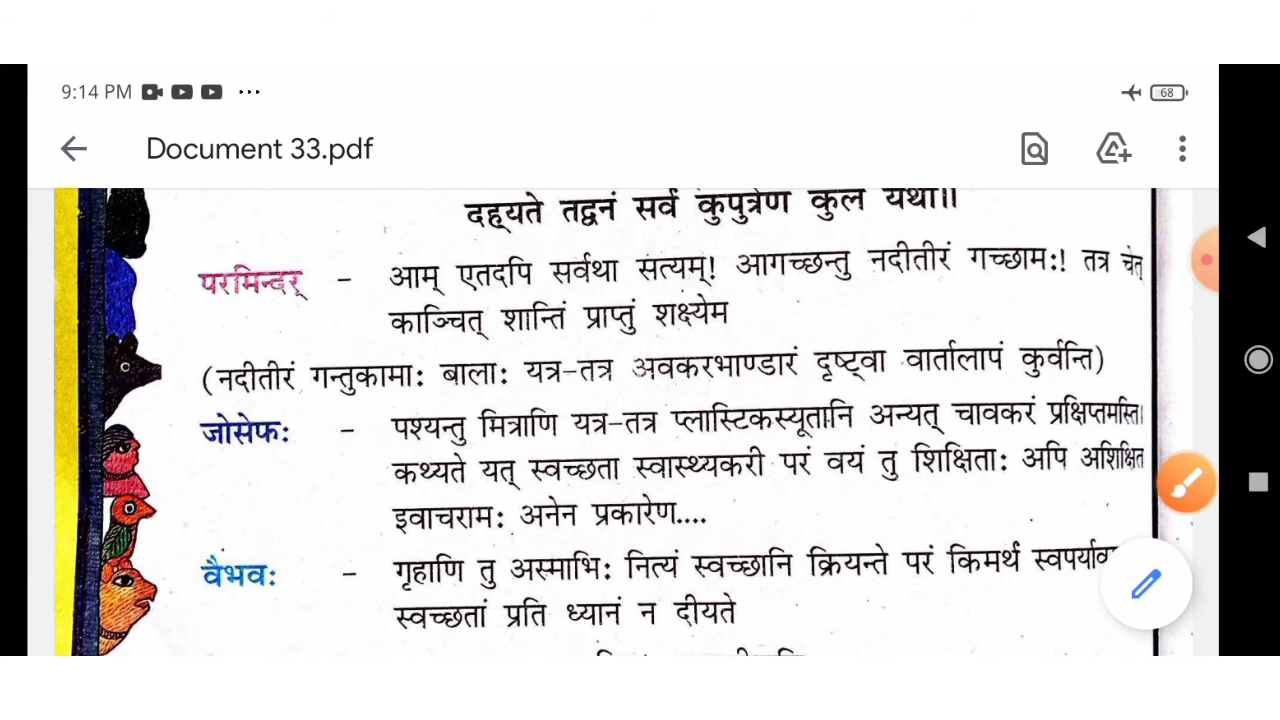 9:14 PM ...
68
Document 33.pdf
दह्यते तद्वनं सर्वं कुपुत्रेण कुलं यथा॥
परमिन्दर् - आम् एतदपि सर्वथा सत्यम्! आगच्छन्तु नदीतीरं गच्छामः! तत्र चेत्
काञ्चित् शान्तिं प्राप्तुं शक्ष्येम
(नदीतीरं गन्तुकामाः बालाः यत्र-तत्र अवकरभाण्डारं दृष्ट्वा वार्तालापं कुर्वन्ति)
जोसेफः - पश्यन्तु मित्राणि यत्र-तत्र प्लास्टिकस्यूतानि अन्यत् चावकरं प्रक्षिप्तमस्ति।
कथ्यते यत् स्वच्छता स्वास्थ्यकरी परं वयं तु शिक्षिताः अपि अशिक्षित
इवाचरामः अनेन प्रकारेण....
वैभवः - गृहाणि तु अस्माभिः नित्यं स्वच्छानि क्रियन्ते परं किमर्थं
स्वच्छतां प्रति ध्यानं न दीयते